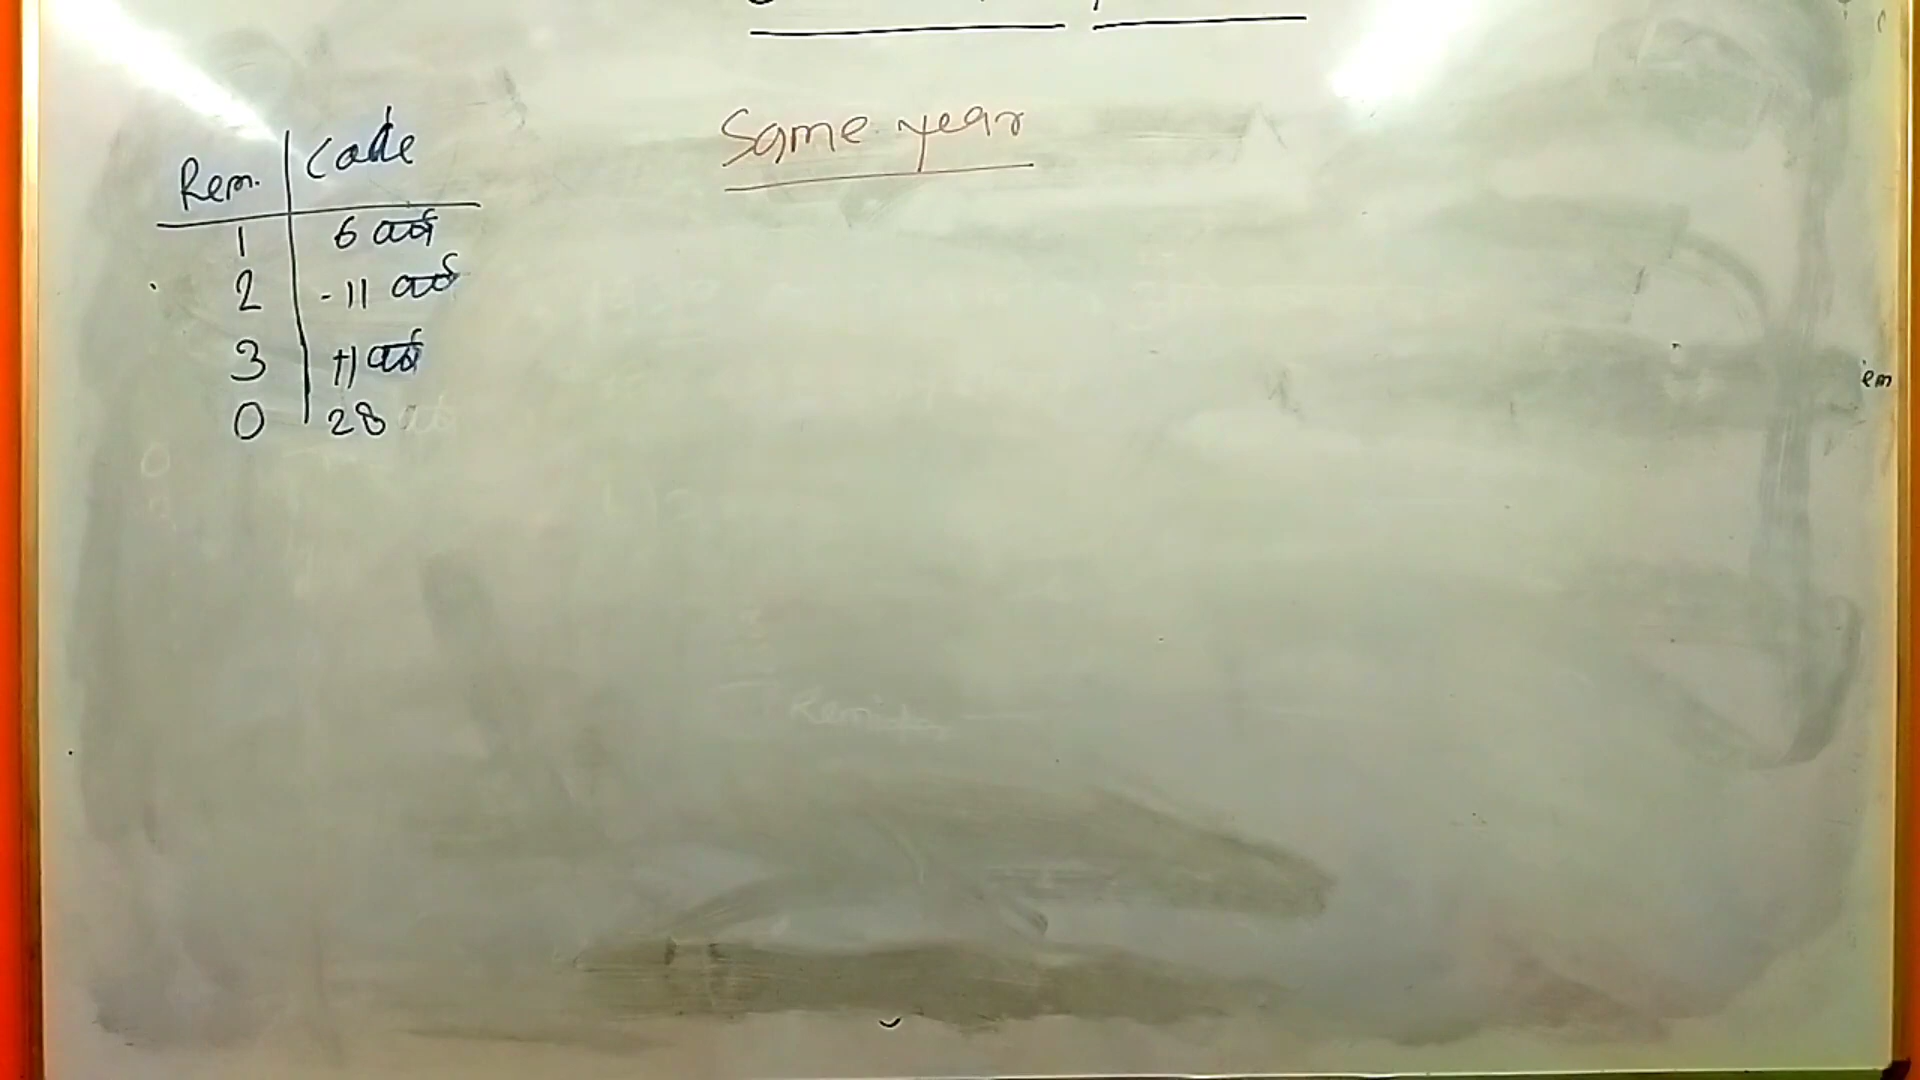 Same year
Rem. Code
1 6 वर्ष
2 - 11 वर्ष
3 +11 वर्ष
0 28